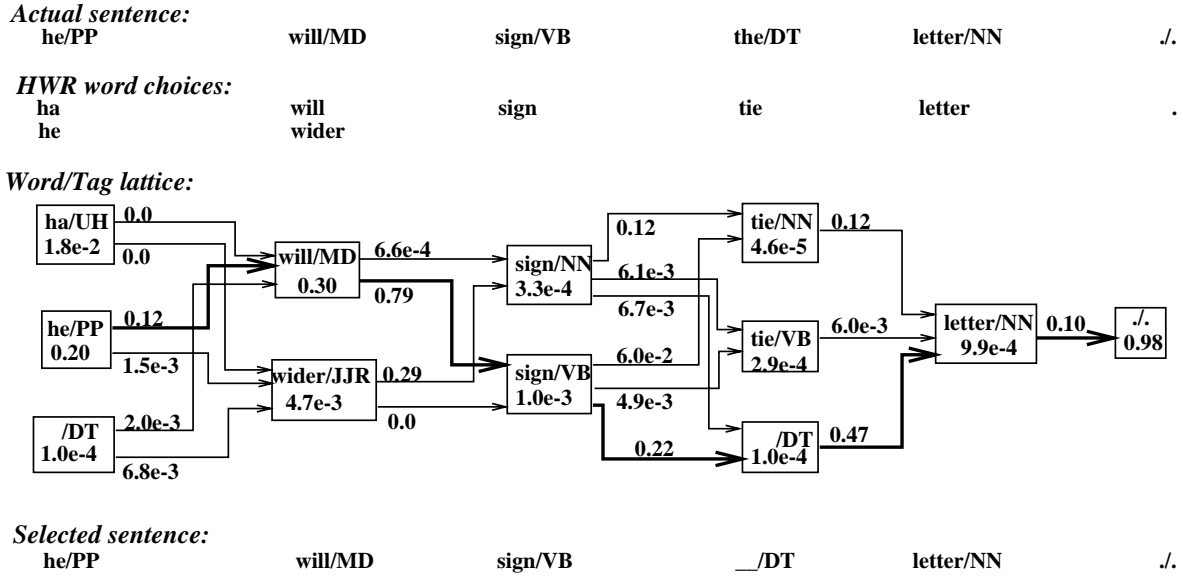 Actual sentence:
he/PP will/MD sign/VB the/DT letter/NN ./.
HWR word choices:
ha will sign tie letter .
he wider
Word/Tag lattice:
ha/UH 0.0 tie/NN 0.12
1.8e-2 0.0 will/MD 6.6e-4 0.12 4.6e-5
0.30 0.79 sign/NN 6.1e-3
3.3e-4 6.7e-3
he/PP 0.12 tie/VB 6.0e-3 letter/NN 0.10 ./.
0.20 1.5e-3 2.9e-4 9.9e-4 0.98
wider/JJR 0.29 sign/VB 6.0e-2
4.7e-3 0.0 1.0e-3 4.9e-3
/DT 2.0e-3 0.22 /DT 0.47
1.0e-4 6.8e-3 1.0e-4
Selected sentence:
he/PP will/MD sign/VB __/DT letter/NN ./.